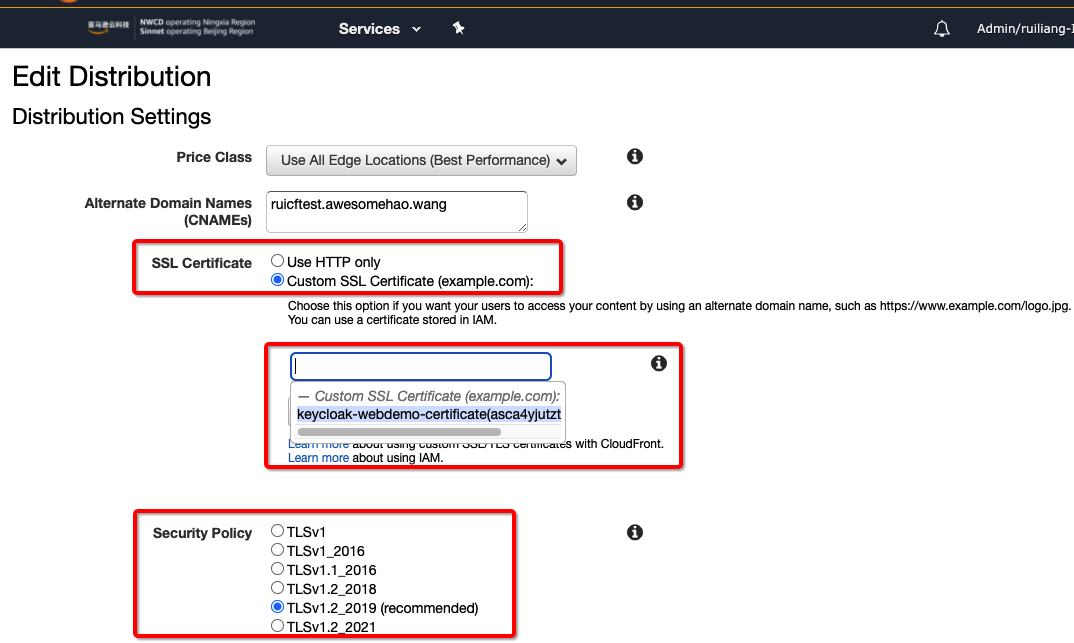 亚马逊云科技
NWCD operating Ningxia Region
Sinnet operating Beijing Region
Services
Admin/ruiliang-
Edit Distribution
Distribution Settings
Price Class
Use All Edge Locations (Best Performance)
Alternate Domain Names
(CNAMEs)
ruicftest.awesomehao.wang
SSL Certificate
Use HTTP only
Custom SSL Certificate (example.com):
Choose this option if you want your users to access your content by using an alternate domain name, such as https://www.example.com/logo.jpg.
You can use a certificate stored in IAM.
— Custom SSL Certificate (example.com):
keycloak-webdemo-certificate(asca4yjutzt
Learn more about using custom SSL/TLS certificates with CloudFront.
Learn more about using IAM.
Security Policy
TLSv1
TLSv1_2016
TLSv1.1_2016
TLSv1.2_2018
TLSv1.2_2019 (recommended)
TLSv1.2_2021